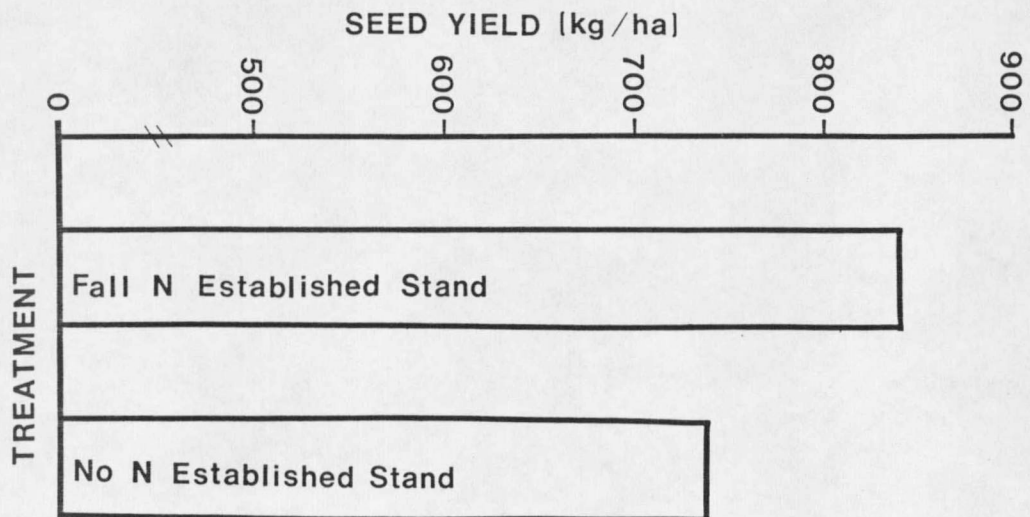 SEED YIELD [kg/ha]
0
500
600
700
800
900
TREATMENT
Fall N Established Stand
No N Established Stand